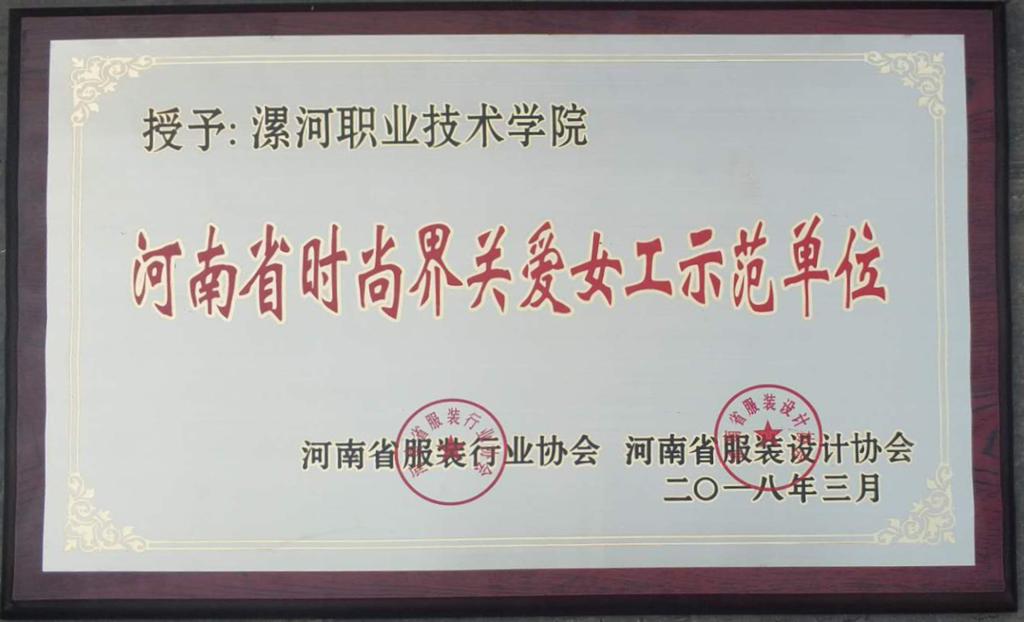 授予: 漯河职业技术学院
河南省时尚界关爱女工示范单位
河南省服装行业协会 河南省服装设计协会
二〇一八年三月